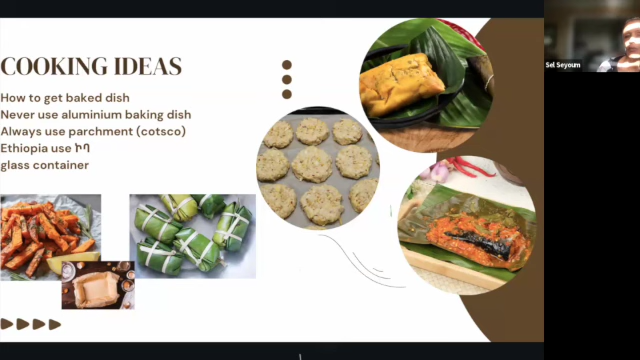 COOKING IDEAS
How to get baked dish
Never use aluminium baking dish
Always use parchment (cotsco)
Ethiopia use ኮባ
glass container
Sel Seyoum